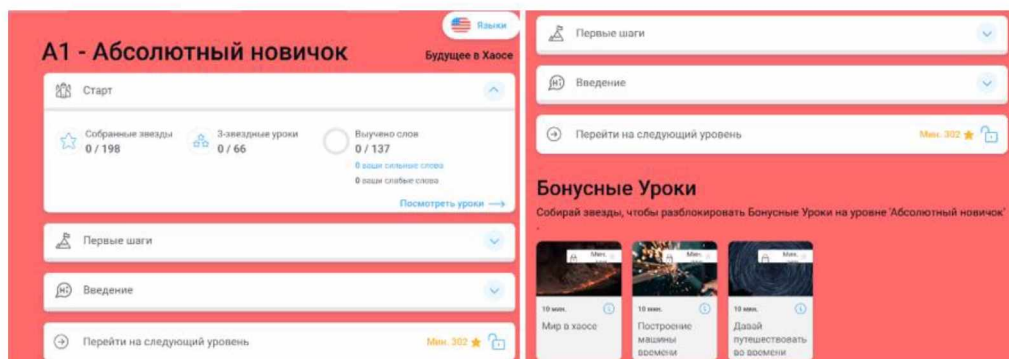 Языки
А1 - Абсолютный новичок
Будущее в Хаосе
Старт
Собранные звезды
0 / 198
3-звездные уроки
0 / 66
Выучено слов
0 / 137
0 ваши сильные слова
0 ваши слабые слова
Посмотреть уроки
Первые шаги
Введение
Перейти на следующий уровень
Мин. 302
Первые шаги
Введение
Перейти на следующий уровень
Мин. 302
Бонусные Уроки
Собирай звезды, чтобы разблокировать Бонусные Уроки на уровне 'Абсолютный новичок'
.
Мин.
10 мин.
Мир в хаосе
Мин.
10 мин.
Построение
машины
времени
Мин.
10 мин.
Давай
путешествовать
во времени